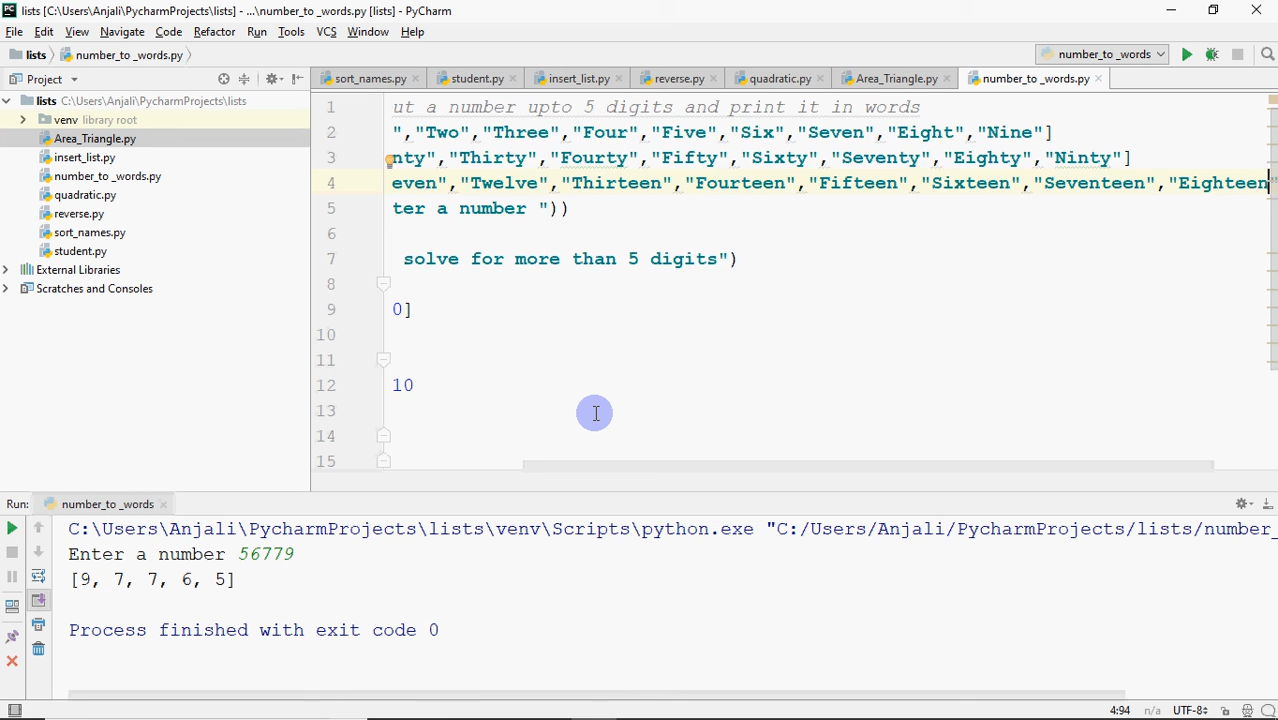 lists [C:\Users\Anjali\PycharmProjects\lists] - ...\number_to _words.py [lists] - PyCharm
File Edit View Navigate Code Refactor Run Tools VCS Window Help
lists number_to _words.py number_to _words
Project sort_names.py student.py insert_list.py reverse.py quadratic.py Area_Triangle.py number_to _words.py
lists C:\Users\Anjali\PycharmProjects\lists
venv library root
Area_Triangle.py
insert_list.py
number_to _words.py
quadratic.py
reverse.py
sort_names.py
student.py
External Libraries
Scratches and Consoles
1 ut a number upto 5 digits and print it in words
2 ","Two","Three","Four","Five","Six","Seven","Eight","Nine"]
3 nty","Thirty","Fourty","Fifty","Sixty","Seventy","Eighty","Ninty"]
4 even","Twelve","Thirteen","Fourteen","Fifteen","Sixteen","Seventeen","Eighteen"
5 ter a number "))
6
7 solve for more than 5 digits")
8
9 0]
10
11
12 10
13
14
15
Run: number_to _words
C:\Users\Anjali\PycharmProjects\lists\venv\Scripts\python.exe "C:/Users/Anjali/PycharmProjects/lists/number_
Enter a number 56779
[9, 7, 7, 6, 5]
Process finished with exit code 0
4:94 n/a UTF-8